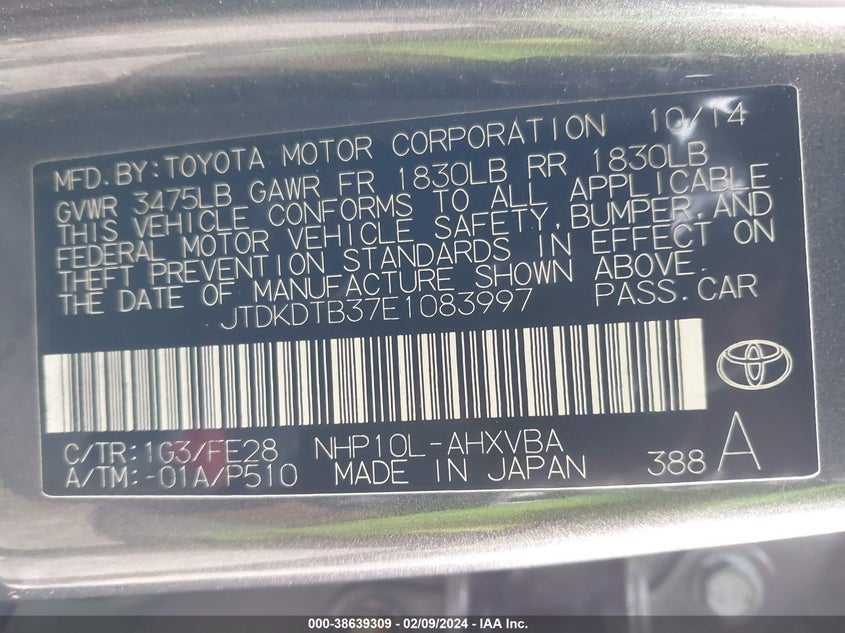 MFD. BY: TOYOTA MOTOR CORPORATION 10/14
GVWR 3475LB GAWR FR 1830LB RR 1830LB
THIS VEHICLE CONFORMS TO ALL APPLICABLE
FEDERAL MOTOR VEHICLE SAFETY, BUMPER, AND
THEFT PREVENTION STANDARDS IN EFFECT ON
THE DATE OF MANUFACTURE SHOWN ABOVE.
JTDKDTB37E1083997 PASS. CAR
C/TR: 1G3/FE28 NHP10L-AHXVBA
A/TM: -01A/P510 MADE IN JAPAN 388 A
000-38639309 — 02/09/2024 — IAA Inc.